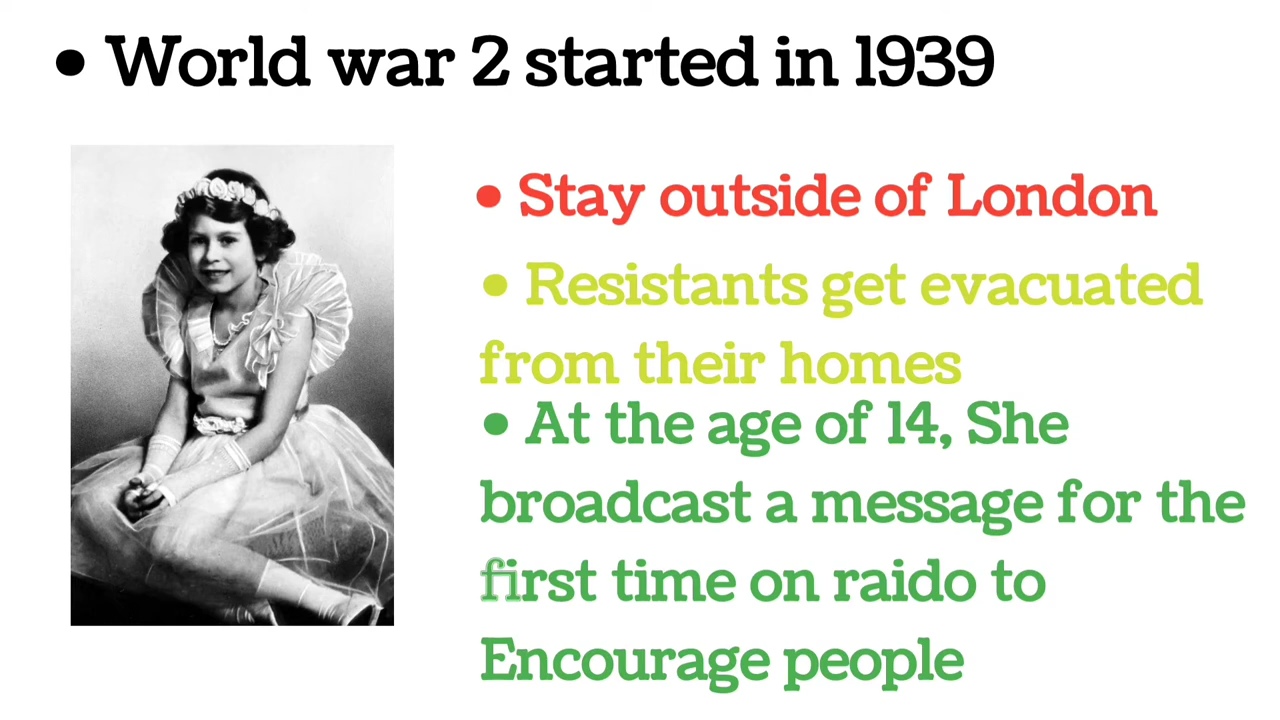 • World war 2 started in 1939
• Stay outside of London
• Resistants get evacuated
from their homes
• At the age of 14, She
broadcast a message for the
first time on raido to
Encourage people